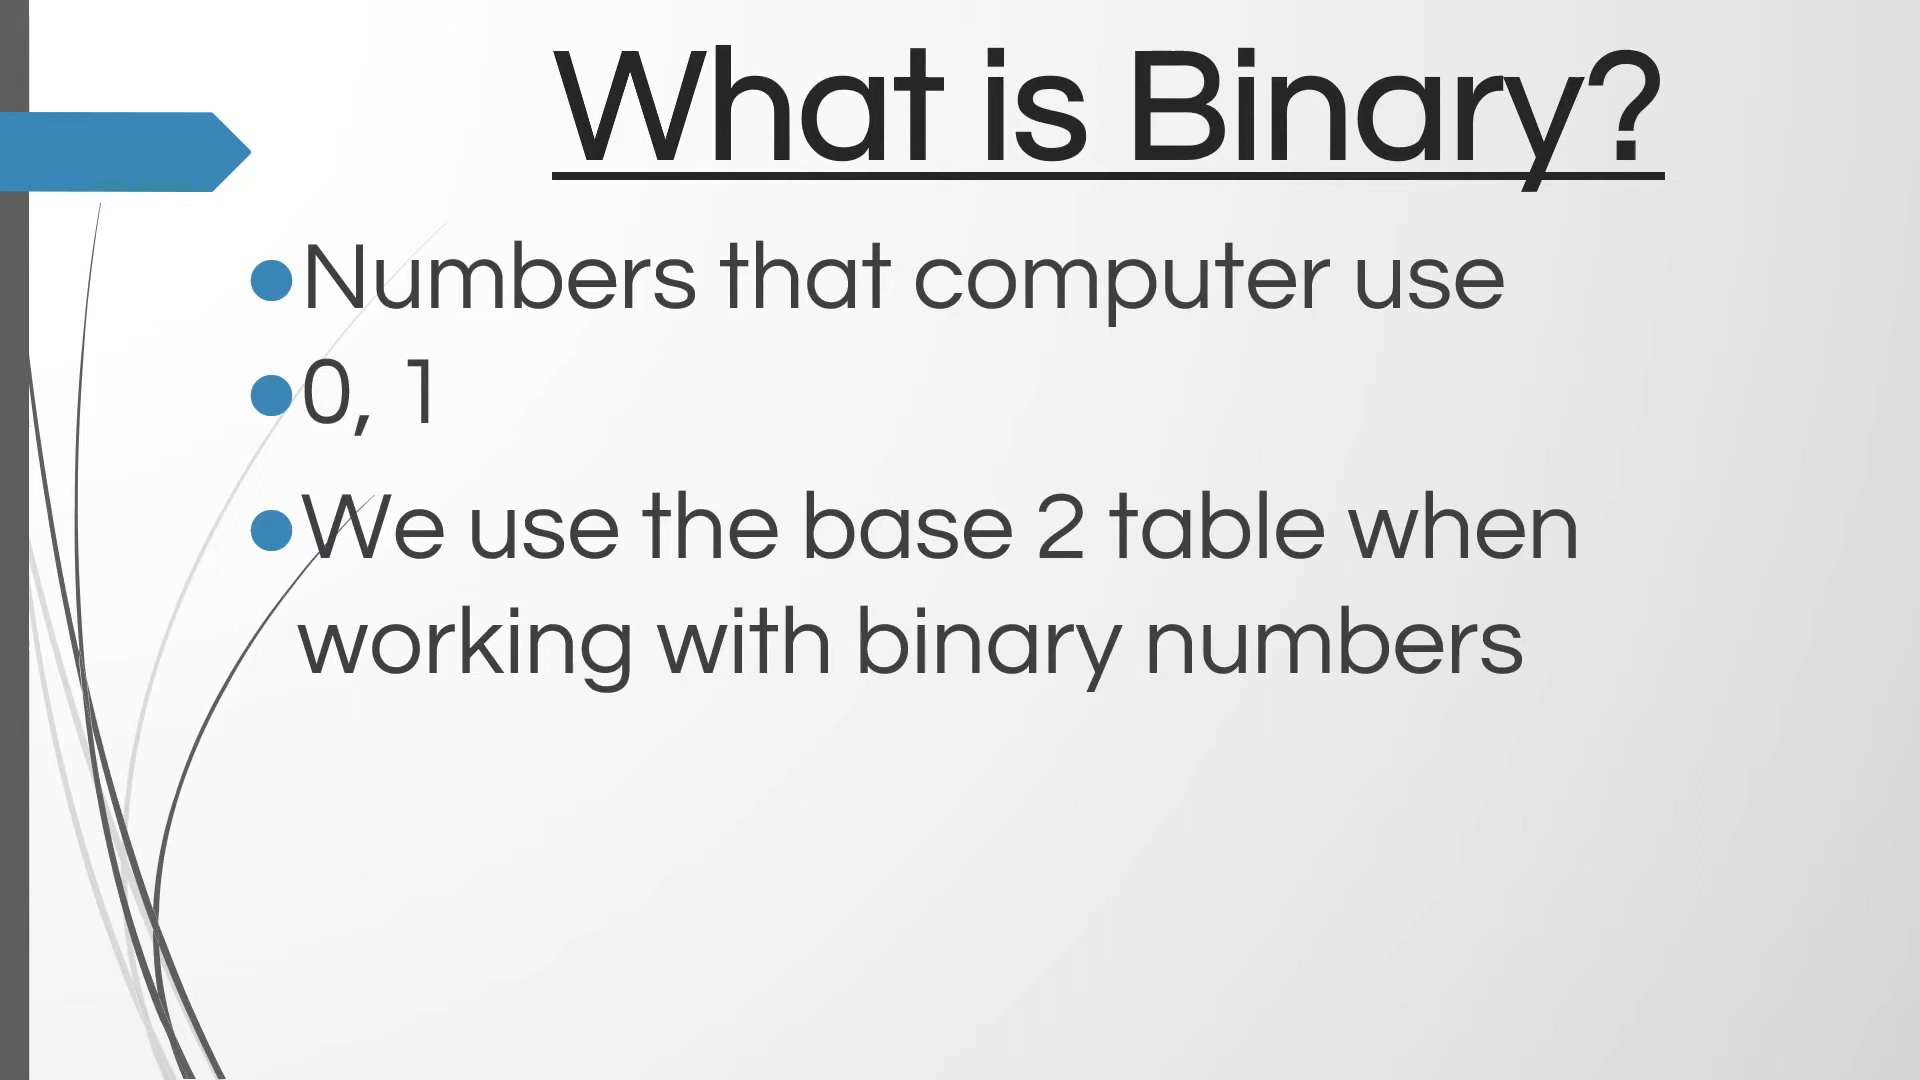 What is Binary?
Numbers that computer use
0, 1
We use the base 2 table when
working with binary numbers